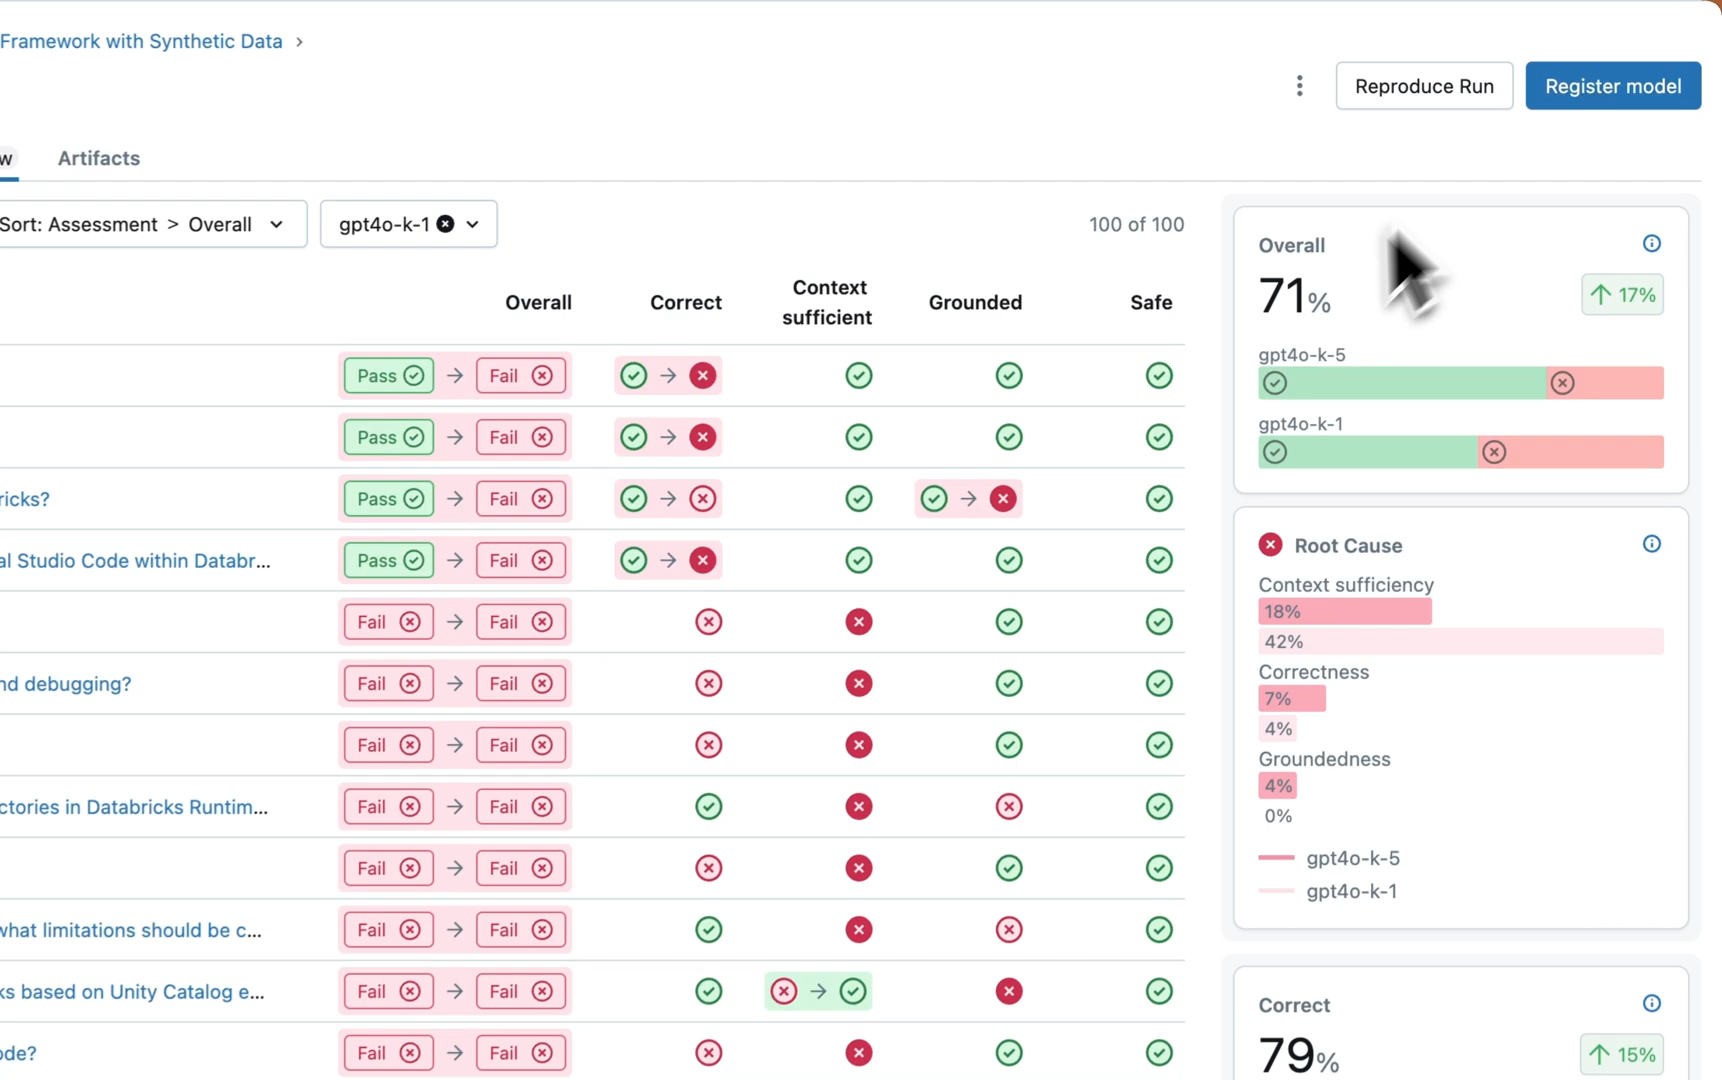 Framework with Synthetic Data >
Reproduce Run
Register model
w
Artifacts
Sort: Assessment > Overall
gpt4o-k-1
100 of 100
Overall
Correct
Context
sufficient
Grounded
Safe
Pass → Fail
Pass → Fail
ricks?
Pass → Fail
al Studio Code within Databr...
Pass → Fail
Fail → Fail
nd debugging?
Fail → Fail
Fail → Fail
ctories in Databricks Runtim...
Fail → Fail
Fail → Fail
what limitations should be c...
Fail → Fail
ks based on Unity Catalog e...
Fail → Fail
ode?
Fail → Fail
Overall
71%
↑ 17%
gpt4o-k-5
gpt4o-k-1
Root Cause
Context sufficiency
18%
42%
Correctness
7%
4%
Groundedness
4%
0%
gpt4o-k-5
gpt4o-k-1
Correct
79%
↑ 15%